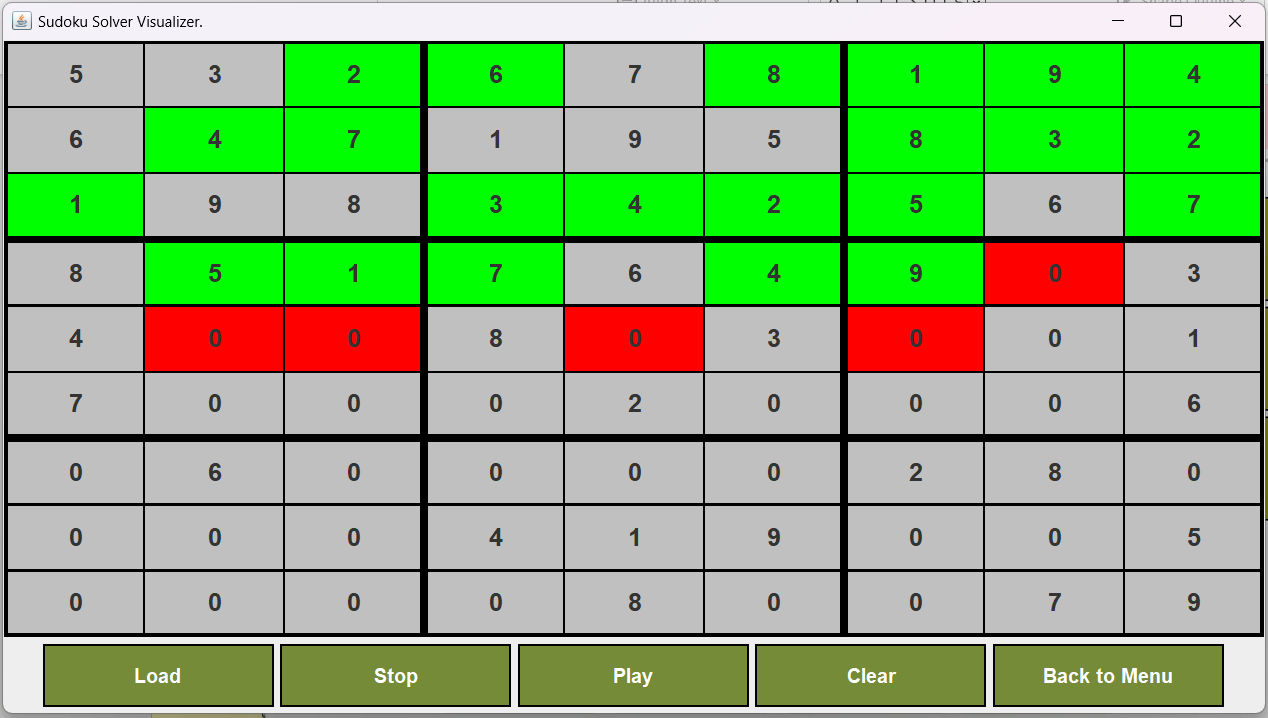 Sudoku Solver Visualizer.
5 3 2 6 7 8 1 9 4
6 4 7 1 9 5 8 3 2
1 9 8 3 4 2 5 6 7
8 5 1 7 6 4 9 0 3
4 0 0 8 0 3 0 0 1
7 0 0 0 2 0 0 0 6
0 6 0 0 0 0 2 8 0
0 0 0 4 1 9 0 0 5
0 0 0 0 8 0 0 7 9
Load Stop Play Clear Back to Menu